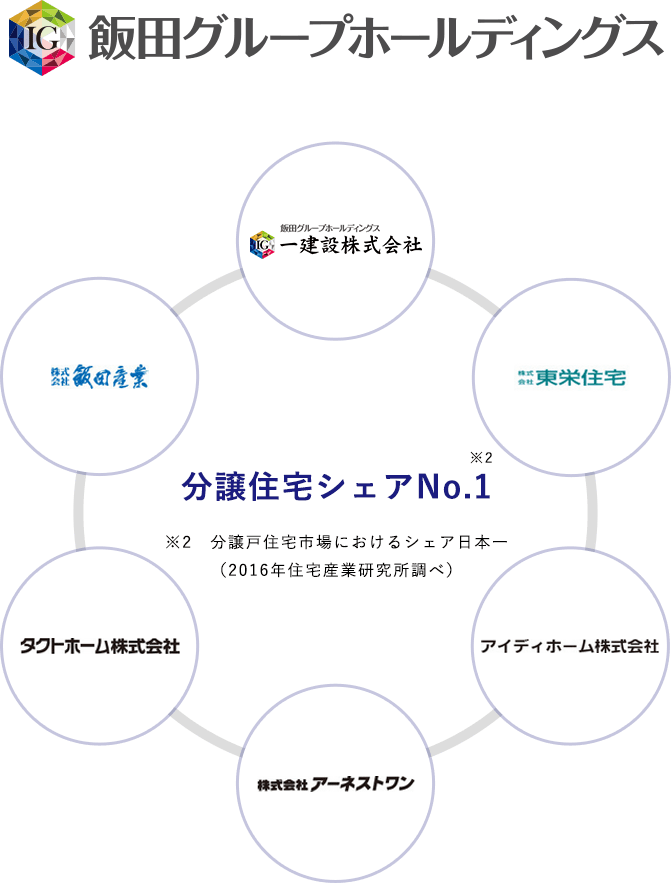 IG 飯田グループホールディングス
飯田グループホールディングス
IG 一建設株式会社
株式会社 飯田産業
株式会社 東栄住宅
※2
分譲住宅シェアNo.1
※2　分譲戸住宅市場におけるシェア日本一
（2016年住宅産業研究所調べ）
タクトホーム株式会社
アイディホーム株式会社
株式会社 アーネストワン